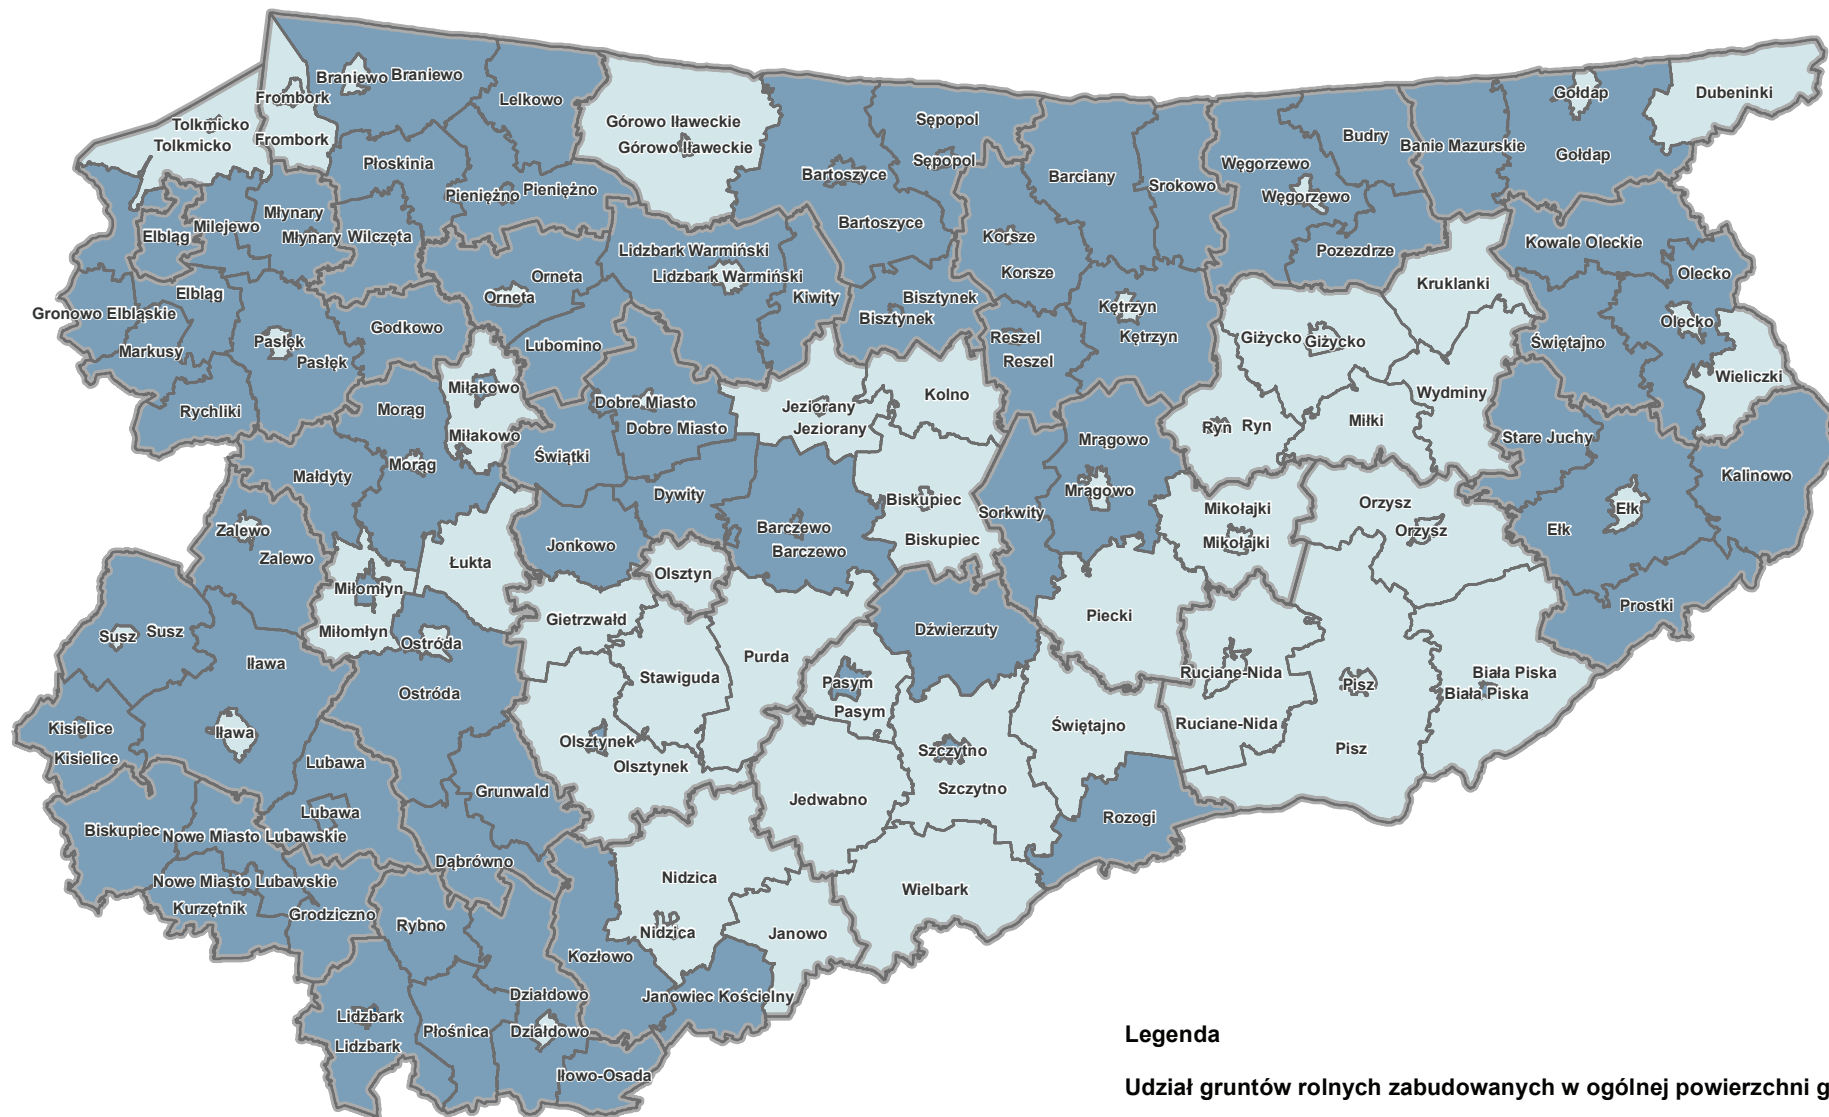 Braniewo Braniewo
Lelkowo
Frombork
Frombork
Tolkmicko
Tolkmicko
Górowo Iławeckie
Górowo Iławeckie
Sępopol
Sępopol
Bartoszyce
Bartoszyce
Barciany
Srokowo
Węgorzewo
Węgorzewo
Budry
Banie Mazurskie
Gołdap
Gołdap
Dubeninki
Płoskinia
Pieniężno
Pieniężno
Młynary
Młynary
Milejewo
Elbląg
Wilczęta
Lidzbark Warmiński
Lidzbark Warmiński
Kiwity
Orneta
Orneta
Korsze
Korsze
Pozezdrze
Kruklanki
Kowale Oleckie
Olecko
Olecko
Świętajno
Wieliczki
Elbląg
Gronowo Elbląskie
Markusy
Pasłęk
Pasłęk
Godkowo
Lubomino
Bisztynek
Bisztynek
Reszel
Reszel
Kętrzyn
Kętrzyn
Giżycko
Giżycko
Wydminy
Rychliki
Morąg
Morąg
Miłakowo
Miłakowo
Dobre Miasto
Dobre Miasto
Jeziorany
Jeziorany
Kolno
Ryn
Ryn
Miłki
Stare Juchy
Kalinowo
Małdyty
Świątki
Dywity
Biskupiec
Biskupiec
Mrągowo
Mrągowo
Sorkwity
Mikołajki
Mikołajki
Orzysz
Orzysz
Ełk
Ełk
Zalewo
Zalewo
Łukta
Jonkowo
Barczewo
Barczewo
Olsztyn
Miłomłyn
Miłomłyn
Gietrzwałd
Dźwierzuty
Piecki
Prostki
Susz
Susz
Iława
Iława
Ostróda
Ostróda
Stawiguda
Purda
Pasym
Pasym
Ruciane-Nida
Ruciane-Nida
Pisz
Pisz
Biała Piska
Biała Piska
Kisielice
Kisielice
Olsztynek
Olsztynek
Szczytno
Szczytno
Świętajno
Lubawa
Lubawa
Grunwald
Jedwabno
Rozogi
Biskupiec
Nowe Miasto Lubawskie
Nowe Miasto Lubawskie
Dąbrówno
Nidzica
Nidzica
Wielbark
Kurzętnik
Grodziczno
Rybno
Kozłowo
Janowo
Janowiec Kościelny
Działdowo
Działdowo
Lidzbark
Lidzbark
Płośnica
Iłowo-Osada
Legenda
Udział gruntów rolnych zabudowanych w ogólnej powierzchni g